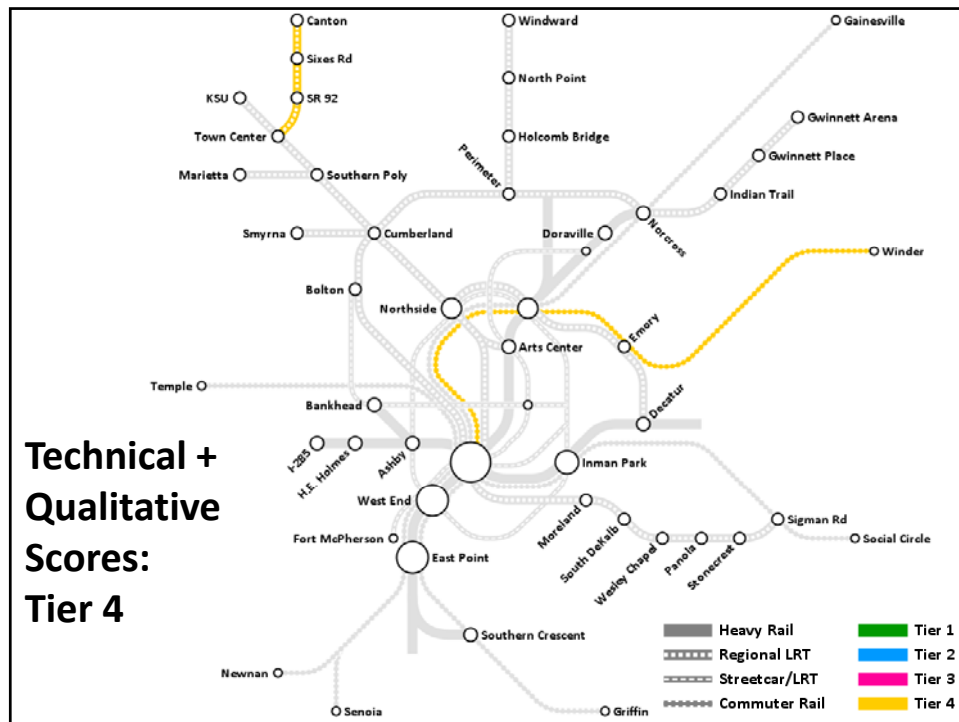 Canton
Windward
Gainesville
Sixes Rd
North Point
KSU
SR 92
Gwinnett Arena
Town Center
Holcomb Bridge
Gwinnett Place
Marietta
Southern Poly
Perimeter
Indian Trail
Smyrna
Cumberland
Doraville
Norcross
Winder
Bolton
Northside
Emory
Arts Center
Temple
Bankhead
Decatur
I-285
H.E. Holmes
Ashby
Inman Park
Technical +
Qualitative
Scores:
Tier 4
West End
Moreland
South DeKalb
Wesley Chapel
Panola
Stonecrest
Sigman Rd
Fort McPherson
Social Circle
East Point
Southern Crescent
Newnan
Senoia
Griffin
Heavy Rail
Regional LRT
Streetcar/LRT
Commuter Rail
Tier 1
Tier 2
Tier 3
Tier 4